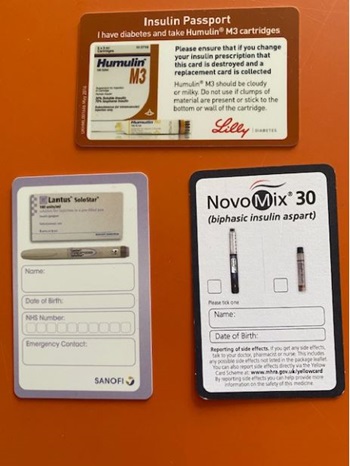 Insulin Passport
I have diabetes and take Humulin® M3 cartridges
Humulin®
M3
Please ensure that if you change
your insulin prescription that
this card is destroyed and a
replacement card is collected
Humulin® M3 should be cloudy
or milky. Do not use if clumps of
material are present or stick to the
bottom or wall of the cartridge.
Lilly DIABETES
Lantus® SoloStar®
Name:
Date of Birth:
NHS Number:
Emergency Contact:
SANOFI
NovoMix® 30
(biphasic insulin aspart)
Please tick one
Name:
Date of Birth:
Reporting of side effects. If you get any side effects,
talk to your doctor, pharmacist or nurse. This includes
any possible side effects not listed in the package leaflet.
You can also report side effects directly via the Yellow
Card Scheme at: www.mhra.gov.uk/yellowcard
By reporting side effects you can help provide more
information on the safety of this medicine.